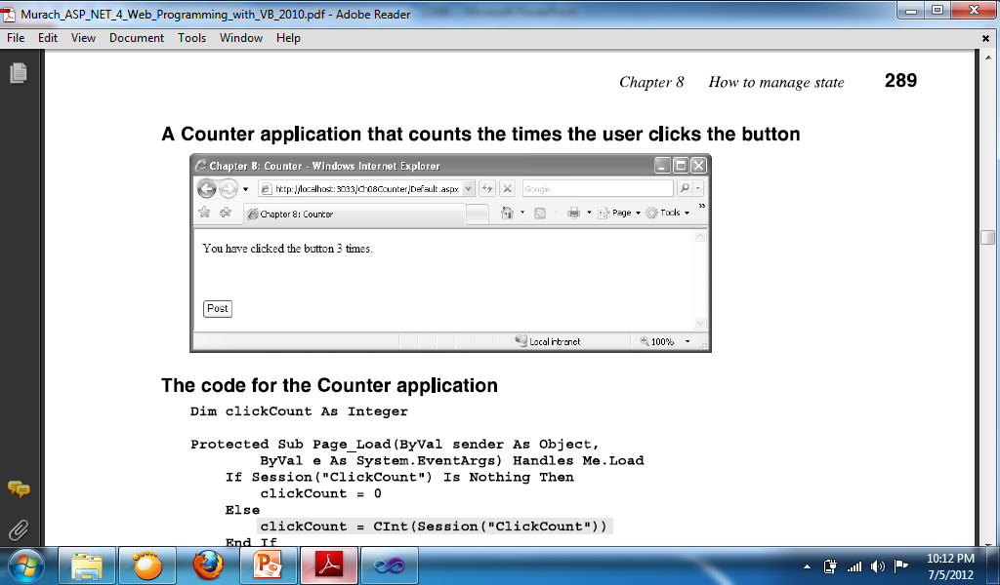 Murach_ASP_NET_4_Web_Programming_with_VB_2010.pdf - Adobe Reader
File Edit View Document Tools Window Help
Chapter 8 How to manage state 289
A Counter application that counts the times the user clicks the button
Chapter 8: Counter - Windows Internet Explorer
http://localhost:3033/Ch08Counter/Default.aspx Google
Chapter 8: Counter Page Tools
You have clicked the button 3 times.
Post
Local intranet 100%
The code for the Counter application
Dim clickCount As Integer
Protected Sub Page_Load(ByVal sender As Object,
ByVal e As System.EventArgs) Handles Me.Load
If Session("ClickCount") Is Nothing Then
clickCount = 0
Else
clickCount = CInt(Session("ClickCount"))
End If
10:12 PM
7/5/2012